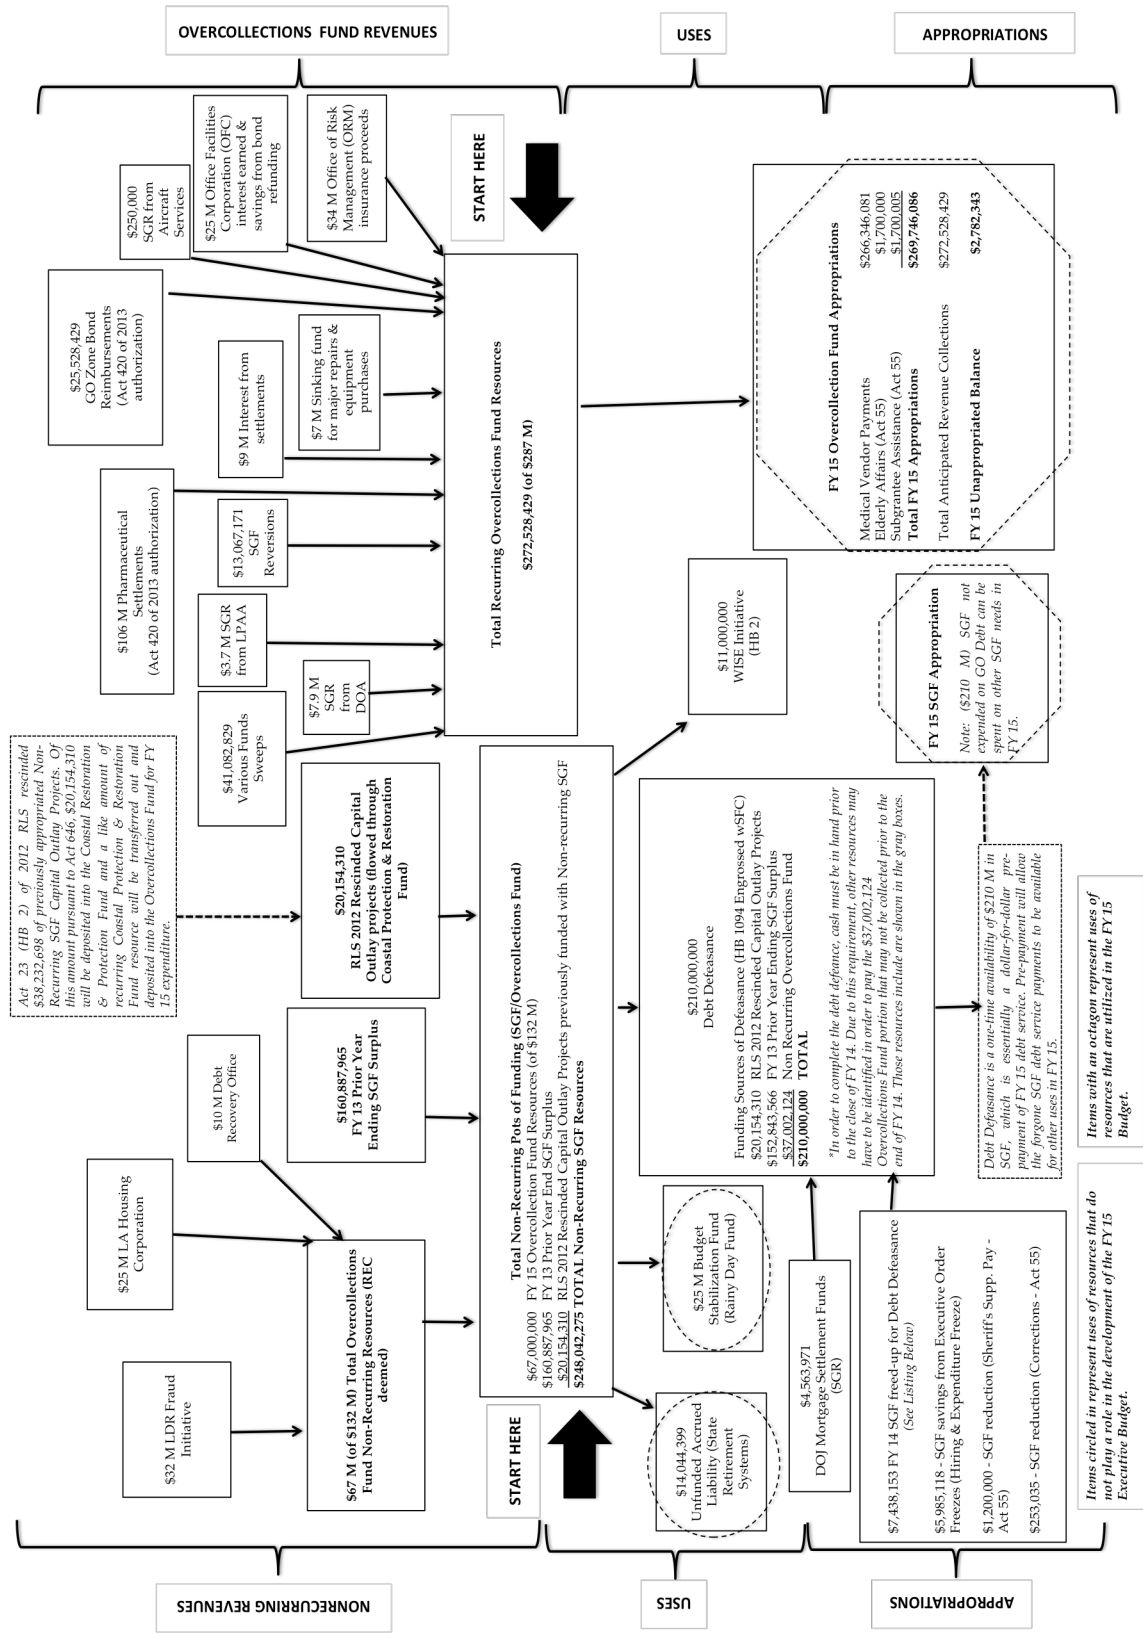 NONRECURRING REVENUES
$32 M LDR Fraud
Initiative
$25 M LA Housing
Corporation
$10 M Debt
Recovery Office
$67 M (of $132 M) Total Overcollections
Fund Non-Recurring Resources (REC
deemed)
$160,887,965
FY 13 Prior Year
Ending SGF Surplus
Act 23 (HB 2) of 2012 RLS rescinded
$38,232,698 of previously appropriated Non-
Recurring SGF Capital Outlay Projects. Of
this amount pursuant to Act 646, $20,154,310
will be deposited into the Coastal Restoration
& Protection Fund and a like amount of
recurring Coastal Protection & Restoration
Fund resource will be transferred out and
deposited into the Overcollections Fund for FY
15 expenditure.
$20,154,310
RLS 2012 Rescinded Capital
Outlay projects (flowed through
Coastal Protection & Restoration
Fund)
OVERCOLLECTIONS FUND REVENUES
$41,082,829
Various Funds
Sweeps
$7.9 M
SGR
from
DOA
$3.7 M SGR
from LPAA
$106 M Pharmaceutical
Settlements
(Act 420 of 2013 authorization)
$13,067,171
SGF
Reversions
$9 M Interest from
settlements
$25,528,429
GO Zone Bond
Reimbursements
(Act 420 of 2013
authorization)
$7 M Sinking fund
for major repairs &
equipment
purchases
$250,000
SGR from
Aircraft
Services
$25 M Office Facilities
Corporation (OFC)
interest earned &
savings from bond
refunding
$34 M Office of Risk
Management (ORM)
insurance proceeds
START HERE
Total Recurring Overcollections Fund Resources
$272,528,429 (of $287 M)
START HERE
Total Non-Recurring Pots of Funding (SGF/Overcollections Fund)
$67,000,000 FY 15 Overcollection Fund Resources (of $132 M)
$160,887,965 FY 13 Prior Year End SGF Surplus
$20,154,310 RLS 2012 Rescinded Capital Outlay Projects previously funded with Non-recurring SGF
$248,042,275 TOTAL Non-Recurring SGF Resources
USES
USES
$14,044,399
Unfunded Accrued
Liability (State
Retirement
Systems)
$25 M Budget
Stabilization Fund
(Rainy Day Fund)
$210,000,000
Debt Defeasance
Funding Sources of Defeasance (HB 1094 Engrossed wSFC)
$20,154,310 RLS 2012 Rescinded Capital Outlay Projects
$152,843,566 FY 13 Prior Year Ending SGF Surplus
$37,002,124 Non Recurring Overcollections Fund
$210,000,000 TOTAL
*In order to complete the debt defeance, cash must be in hand prior
to the close of FY 14. Due to this requirement, other resources may
have to be identified in order to pay the $37,002,124
Overcollections Fund portion that may not be collected prior to the
end of FY 14. Those resources include are shown in the gray boxes.
$11,000,000
WISE Initiative
(HB 2)
APPROPRIATIONS
APPROPRIATIONS
$4,563,971
DOJ Mortgage Settlement Funds
(SGR)
$7,438,153 FY 14 SGF freed-up for Debt Defeasance
(See Listing Below)
$5,985,118 - SGF savings from Executive Order
Freezes (Hiring & Expenditure Freeze)
$1,200,000 - SGF reduction (Sheriff's Supp. Pay -
Act 55)
$253,035 - SGF reduction (Corrections - Act 55)
Debt Defeasance is a one-time availability of $210 M in
SGF, which is essentially a dollar-for-dollar pre-
payment of FY 15 debt service. Pre-payment will allow
the forgone SGF debt service payments to be available
for other uses in FY 15.
FY 15 SGF Appropriation
Note: ($210 M) SGF not
expended on GO Debt can be
spent on other SGF needs in
FY 15.
FY 15 Overcollection Fund Appropriations
Medical Vendor Payments $266,346,081
Elderly Affairs (Act 55) $1,700,000
Subgrantee Assistance (Act 55) $1,700,005
Total FY 15 Appropriations $269,746,086
Total Anticipated Revenue Collections $272,528,429
FY 15 Unappropriated Balance $2,782,343
Items circled in represent uses of resources that do
not play a role in the development of the FY 15
Executive Budget.
Items with an octagon represent uses of
resources that are utilized in the FY 15
Budget.